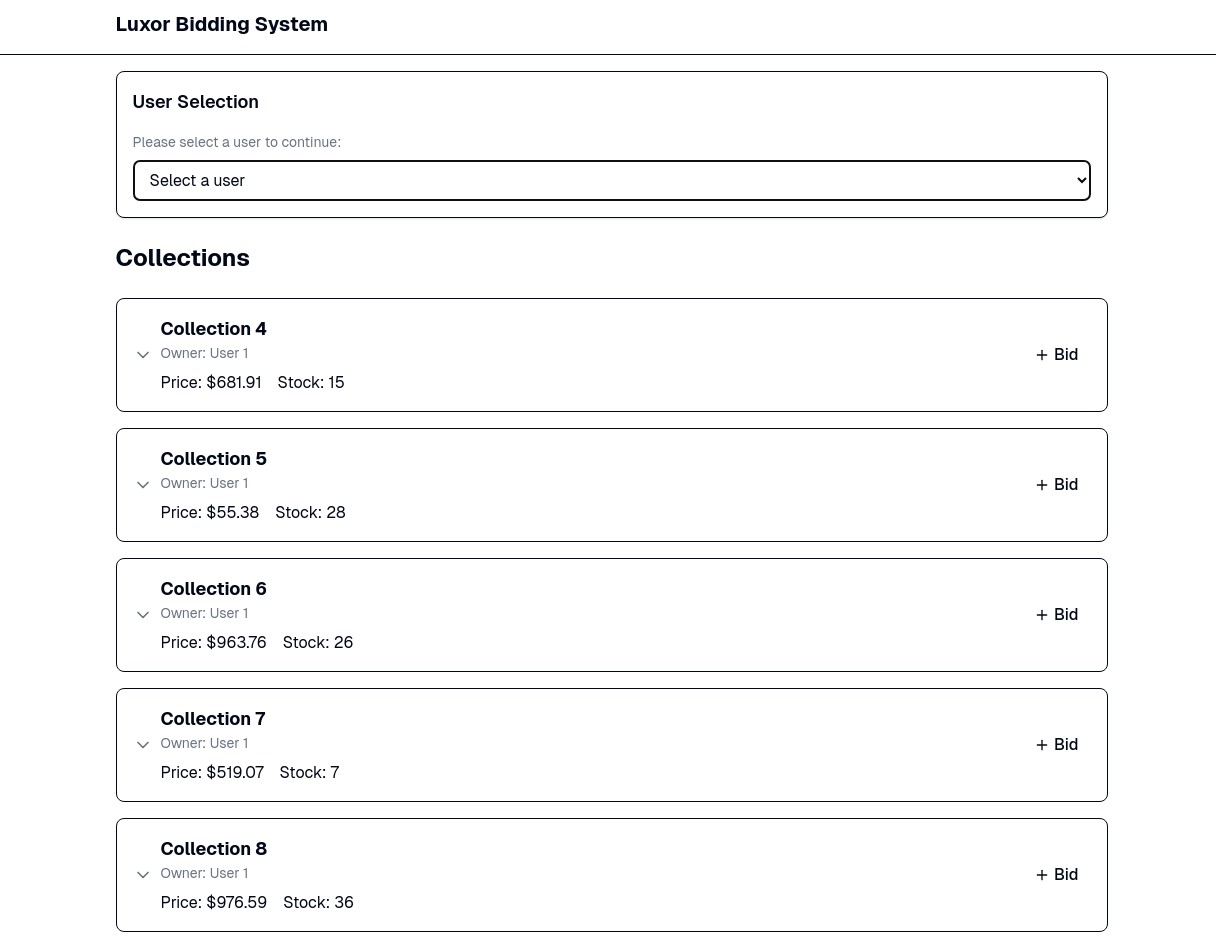 Luxor Bidding System
User Selection
Please select a user to continue:
Select a user
Collections
Collection 4
Owner: User 1
Price: $681.91 Stock: 15
+ Bid
Collection 5
Owner: User 1
Price: $55.38 Stock: 28
+ Bid
Collection 6
Owner: User 1
Price: $963.76 Stock: 26
+ Bid
Collection 7
Owner: User 1
Price: $519.07 Stock: 7
+ Bid
Collection 8
Owner: User 1
Price: $976.59 Stock: 36
+ Bid